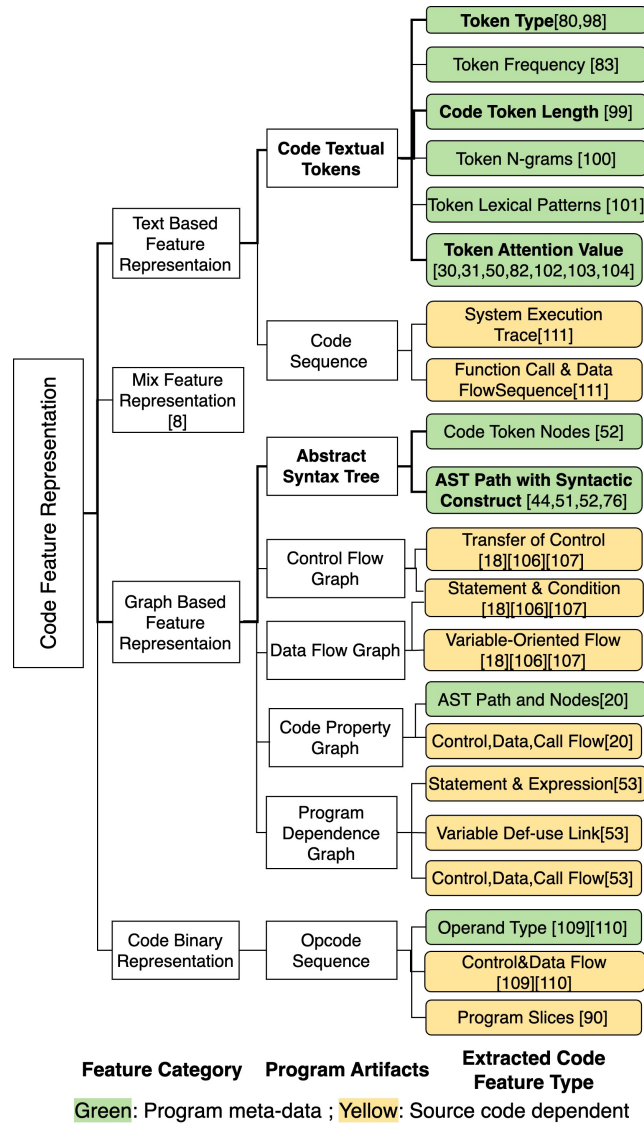 Code Feature Representation
Text Based
Feature
Representaion
Mix Feature
Representation
[8]
Graph Based
Feature
Representaion
Code Binary
Representation
Code Textual
Tokens
Code
Sequence
Abstract
Syntax Tree
Control Flow
Graph
Data Flow Graph
Code Property
Graph
Program
Dependence
Graph
Opcode
Sequence
Token Type[80,98]
Token Frequency [83]
Code Token Length [99]
Token N-grams [100]
Token Lexical Patterns [101]
Token Attention Value
[30,31,50,82,102,103,104]
System Execution
Trace[111]
Function Call & Data
FlowSequence[111]
Code Token Nodes [52]
AST Path with Syntactic
Construct [44,51,52,76]
Transfer of Control
[18][106][107]
Statement & Condition
[18][106][107]
Variable-Oriented Flow
[18][106][107]
AST Path and Nodes[20]
Control,Data,Call Flow[20]
Statement & Expression[53]
Variable Def-use Link[53]
Control,Data,Call Flow[53]
Operand Type [109][110]
Control&Data Flow
[109][110]
Program Slices [90]
Feature Category
Program Artifacts
Extracted Code
Feature Type
Green: Program meta-data ; Yellow: Source code dependent